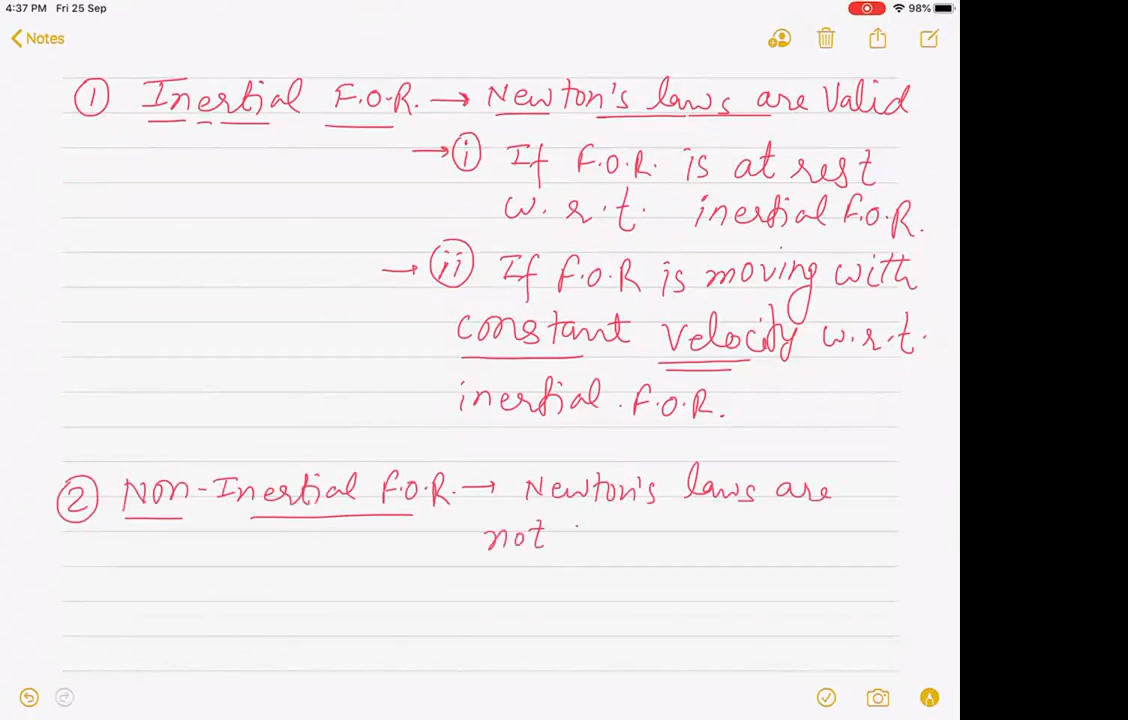 4:37 PM Fri 25 Sep
98%
Notes
① Inertial F.O.R. → Newton's laws are Valid
→ ⓘ If F.O.R. is at rest
w.r.t. inertial F.O.R.
→ ⓘⓘ If F.O.R is moving with
constant velocity w.r.t.
inertial F.O.R.
② Non-Inertial F.O.R. → Newton's laws are
not